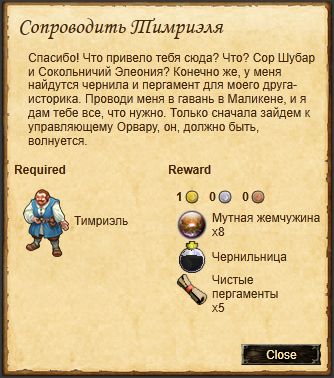 Сопроводить Тимриэля
Спасибо! Что привело тебя сюда? Что? Сор Шубар
и Сокольничий Элеония? Конечно же, у меня
найдутся чернила и пергамент для моего друга-
историка. Проводи меня в гавань в Маликене, и я
дам тебе все, что нужно. Только сначала зайдем к
управляющему Орвару, он, должно быть,
волнуется.
Required
Reward
1 0 0
Тимриэль
Мутная жемчужина
x8
Чернильница
Чистые
пергаменты
x5
Close